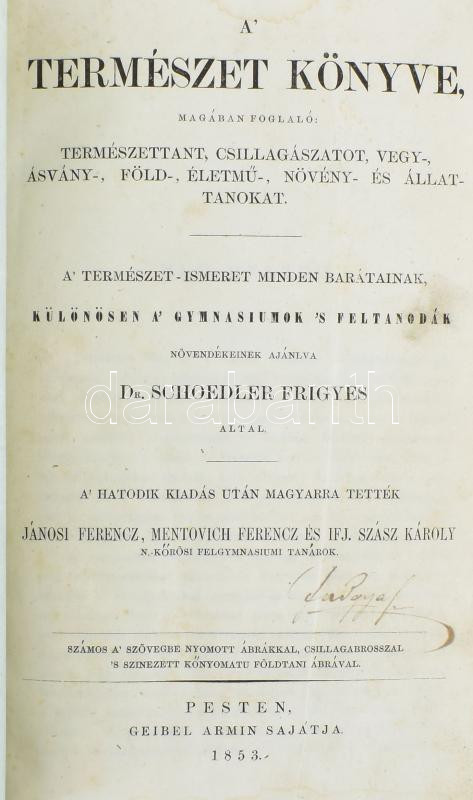 A'
TERMÉSZET KÖNYVE,
MAGÁBAN FOGLALÓ:
TERMÉSZETTANT, CSILLAGÁSZATOT, VEGY-,
ÁSVÁNY-, FÖLD-, ÉLETMŰ-, NÖVÉNY- ÉS ÁLLAT-
TANOKAT.
A' TERMÉSZET-ISMERET MINDEN BARÁTAINAK,
KÜLÖNÖSEN A' GYMNASIUMOK 'S FELTANODÁK
NÖVENDÉKEINEK AJÁNLVA
DR. SCHOEDLER FRIGYES
darabanth
ALTAL.
A' HATODIK KIADÁS UTÁN MAGYARRA TETTÉK
JÁNOSI FERENCZ, MENTOVICH FERENCZ ÉS IFJ. SZÁSZ KÁROLY
N.-KŐRÖSI FELGYMNASIUMI TANÁROK.
SZÁMOS A' SZÖVEGBE NYOMOTT ÁBRÁKKAL, CSILLAGABROSSZAL
'S SZINEZETT KŐNYOMATU FÖLDTANI ÁBRÁVAL.
PESTEN,
GEIBEL ARMIN SAJÁTJA.
1853.